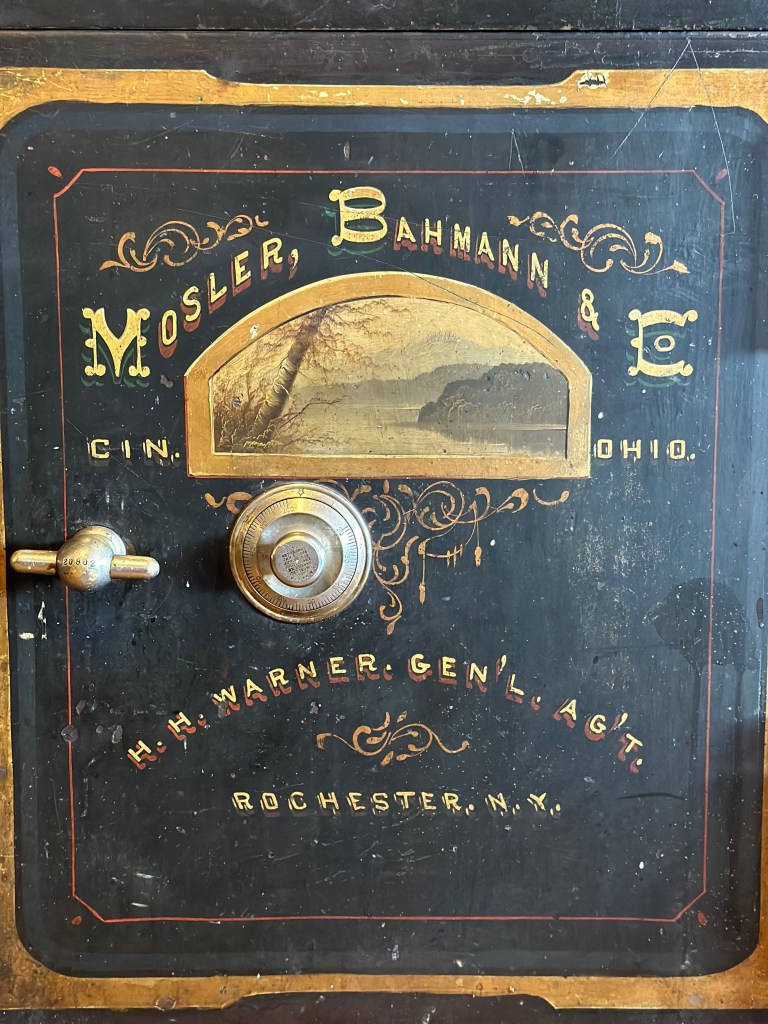 MOSLER, BAHMANN & CO
CIN. OHIO.
H. H. WARNER. GEN'L. AG'T.
ROCHESTER. N. Y.